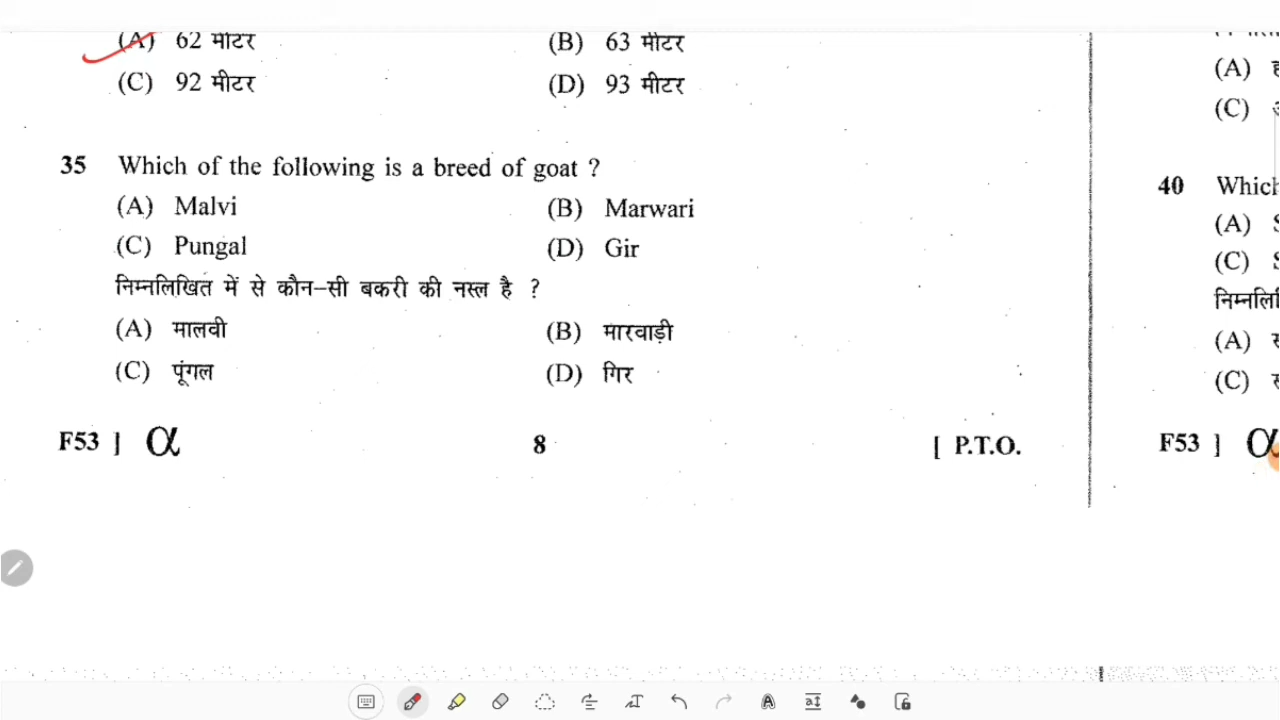 (A) 62 मीटर (B) 63 मीटर
(C) 92 मीटर (D) 93 मीटर
35 Which of the following is a breed of goat ?
(A) Malvi (B) Marwari
(C) Pungal (D) Gir
निम्नलिखित में से कौन-सी बकरी की नस्ल है ?
(A) मालवी (B) मारवाड़ी
(C) पूंगल (D) गिर
F53 ] α 8 [ P.T.O.
(A)
(C)
40 Which
(A) S
(C) S
(A)
(C)
F53 ] α